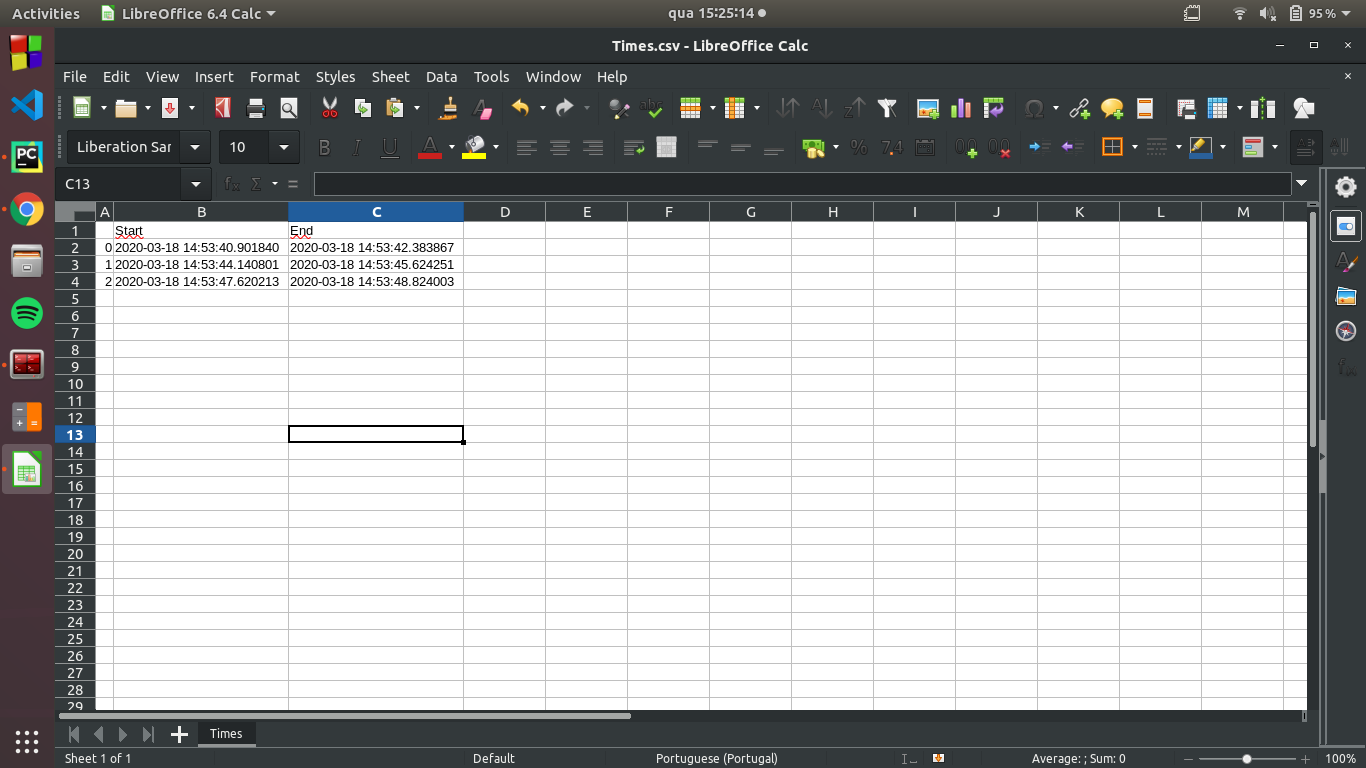 Activities LibreOffice 6.4 Calc qua 15:25:14 95%
Times.csv - LibreOffice Calc
File Edit View Insert Format Styles Sheet Data Tools Window Help
Liberation Sar 10
C13
A B C D E F G H I J K L M
1 Start End
2 0 2020-03-18 14:53:40.901840 2020-03-18 14:53:42.383867
3 1 2020-03-18 14:53:44.140801 2020-03-18 14:53:45.624251
4 2 2020-03-18 14:53:47.620213 2020-03-18 14:53:48.824003
5
6
7
8
9
10
11
12
13
14
15
16
17
18
19
20
21
22
23
24
25
26
27
28
29
Times
Sheet 1 of 1 Default Portuguese (Portugal) Average: ; Sum: 0 100%